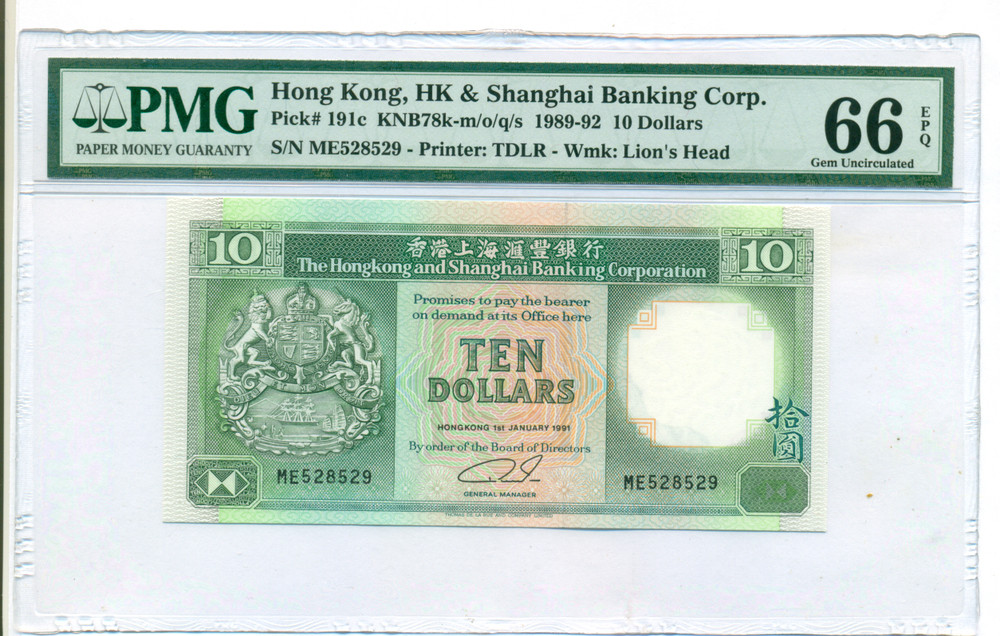 PMG
PAPER MONEY GUARANTY
Hong Kong, HK & Shanghai Banking Corp.
Pick# 191c KNB78k-m/o/q/s 1989-92 10 Dollars
S/N ME528529 - Printer: TDLR - Wmk: Lion's Head
66
EPQ
Gem Uncirculated
10
香港上海滙豐銀行
10
The Hongkong and Shanghai Banking Corporation
Promises to pay the bearer
on demand at its Office here
TEN
DOLLARS
HONGKONG 1st JANUARY 1991
By order of the Board of Directors
GENERAL MANAGER
拾圓
ME528529
ME528529